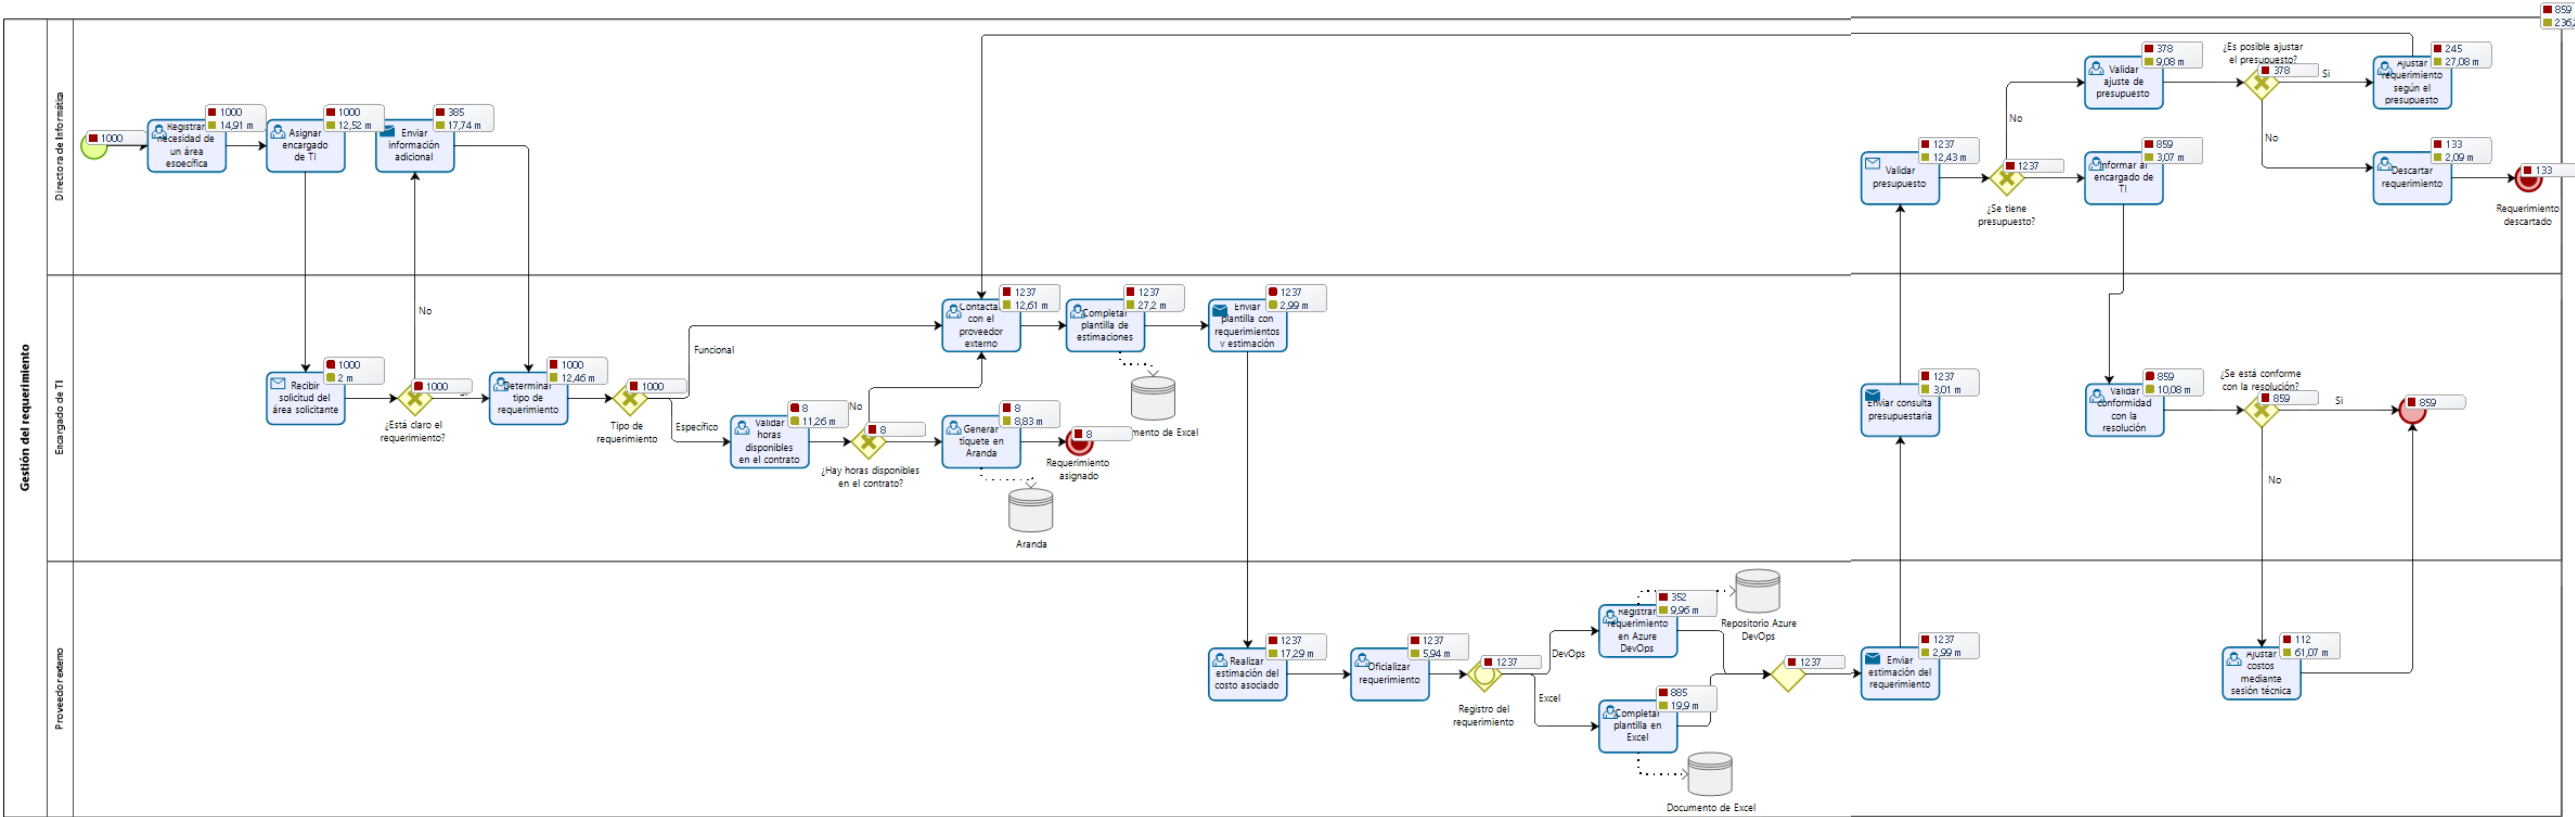 Gestión del requerimiento
Directora de Informática
Encargado de TI
Proveedor externo
1000
Registrar
necesidad de
un área
específica
1000
14,91 m
Asignar
encargado
de TI
1000
12,52 m
Enviar
información
adicional
385
17,74 m
Validar
presupuesto
1237
12,43 m
1237
¿Se tiene
presupuesto?
No
Validar
ajuste de
presupuesto
378
9,08 m
¿Es posible ajustar
el presupuesto?
378
Si
No
Ajustar
requerimiento
según el
presupuesto
245
27,08 m
Informar al
encargado de
TI
859
3,07 m
Descartar
requerimiento
133
2,09 m
133
Requerimiento
descartado
859
Recibir
solicitud del
área solicitante
1000
2 m
1000
¿Está claro el
requerimiento?
No
Determinar
tipo de
requerimiento
1000
12,46 m
1000
Tipo de
requerimiento
Funcional
Específico
Validar
horas
disponibles
en el contrato
8
11,26 m
8
¿Hay horas disponibles
en el contrato?
No
Generar
tiquete en
Aranda
8
8,83 m
8
Requerimiento
asignado
Aranda
Contactar
con el
proveedor
externo
1237
12,61 m
Completar
plantilla de
estimaciones
1237
27,2 m
mento de Excel
Enviar
plantilla con
requerimientos
y estimación
1237
2,99 m
Enviar consulta
presupuestaria
1237
3,01 m
Validar
conformidad
con la
resolución
859
10,08 m
¿Se está conforme
con la resolución?
859
Si
No
859
Realizar
estimación del
costo asociado
1237
17,29 m
Oficializar
requerimiento
1237
5,94 m
1237
Registro del
requerimiento
DevOps
Excel
Registrar
requerimiento
en Azure
DevOps
352
9,96 m
Repositorio Azure
DevOps
Completar
plantilla en
Excel
885
19,9 m
Documento de Excel
1237
Enviar
estimación del
requerimiento
1237
2,99 m
Ajustar
costos
mediante
sesión técnica
112
61,07 m